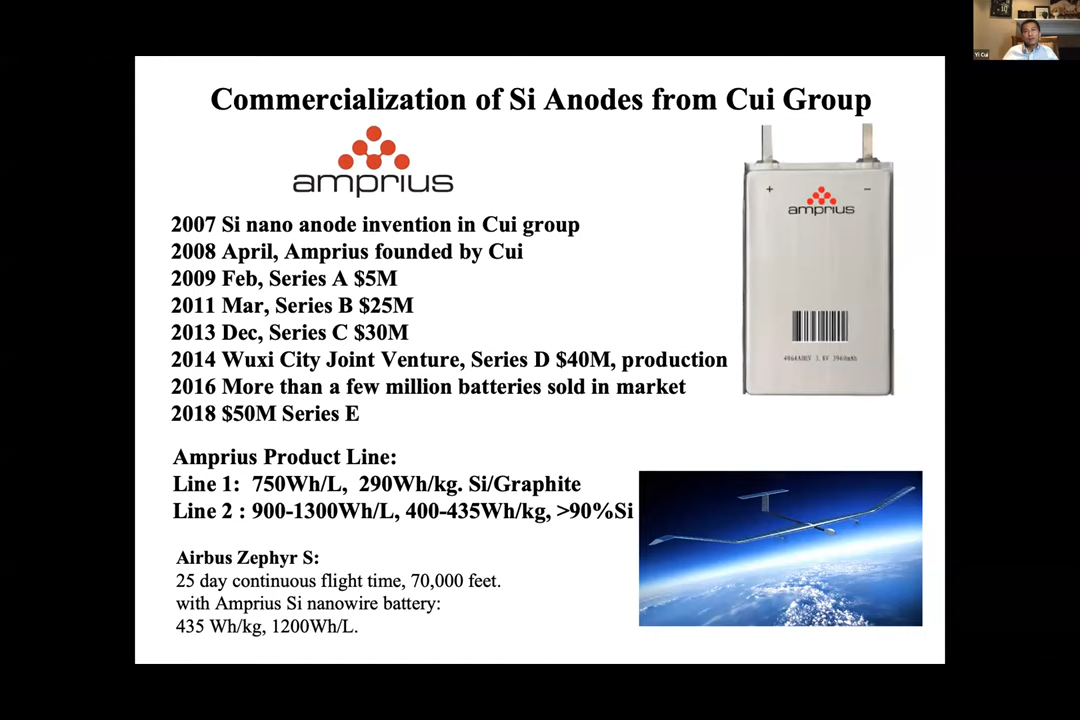 Yi Cui
Commercialization of Si Anodes from Cui Group
amprius
2007 Si nano anode invention in Cui group
2008 April, Amprius founded by Cui
2009 Feb, Series A $5M
2011 Mar, Series B $25M
2013 Dec, Series C $30M
2014 Wuxi City Joint Venture, Series D $40M, production
2016 More than a few million batteries sold in market
2018 $50M Series E
+ −
amprius
Amprius Product Line:
Line 1: 750Wh/L, 290Wh/kg. Si/Graphite
Line 2 : 900-1300Wh/L, 400-435Wh/kg, >90%Si
Airbus Zephyr S:
25 day continuous flight time, 70,000 feet.
with Amprius Si nanowire battery:
435 Wh/kg, 1200Wh/L.